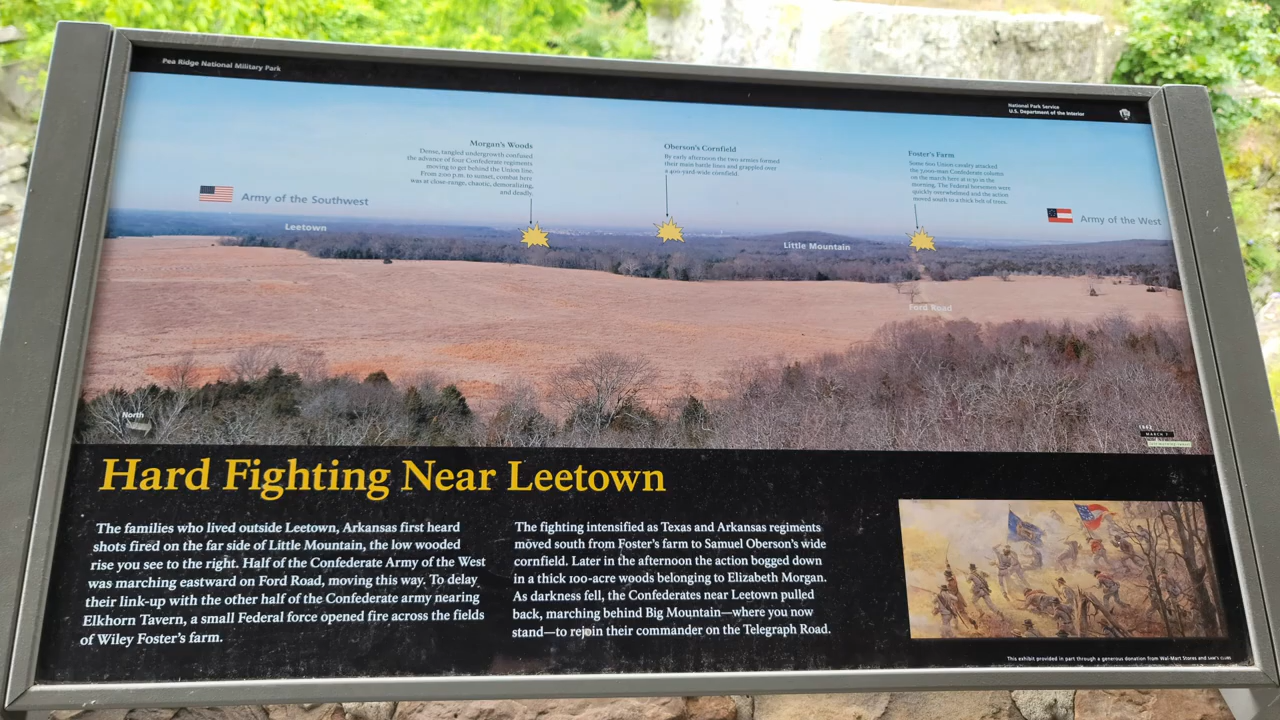 Pea Ridge National Military Park
National Park Service
U.S. Department of the Interior
Morgan's Woods
Dense, tangled undergrowth confused
the advance of four Confederate regiments
moving to get behind the Union line.
From 2:00 p.m. to sunset, combat here
was at close-range, chaotic, demoralizing,
and deadly.
Oberson's Cornfield
By early afternoon the two armies formed
their main battle lines and grappled over
a 400-yard-wide cornfield.
Foster's Farm
Some 600 Union cavalry attacked
the 7,000-man Confederate column
on the march here at 11:30 in the
morning. The Federal horsemen were
quickly overwhelmed and the action
moved south to a thick belt of trees.
Army of the Southwest
Army of the West
Leetown
Little Mountain
Ford Road
North
1862
MARCH 7
Hard Fighting Near Leetown
The families who lived outside Leetown, Arkansas first heard
shots fired on the far side of Little Mountain, the low wooded
rise you see to the right. Half of the Confederate Army of the West
was marching eastward on Ford Road, moving this way. To delay
their link-up with the other half of the Confederate army nearing
Elkhorn Tavern, a small Federal force opened fire across the fields
of Wiley Foster's farm.
The fighting intensified as Texas and Arkansas regiments
moved south from Foster's farm to Samuel Oberson's wide
cornfield. Later in the afternoon the action bogged down
in a thick 100-acre woods belonging to Elizabeth Morgan.
As darkness fell, the Confederates near Leetown pulled
back, marching behind Big Mountain—where you now
stand—to rejoin their commander on the Telegraph Road.
This exhibit provided in part through a generous donation from Wal-Mart Stores and SAM'S CLUBS